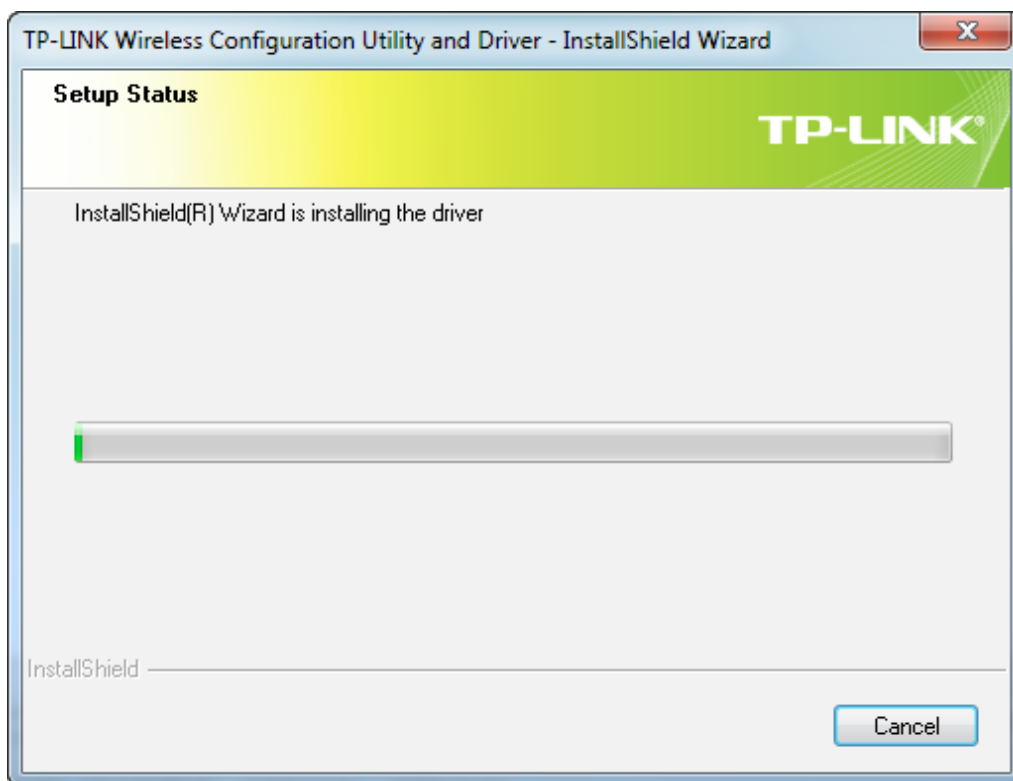 TP-LINK Wireless Configuration Utility and Driver - InstallShield Wizard
Setup Status
TP-LINK®
InstallShield(R) Wizard is installing the driver
InstallShield
Cancel